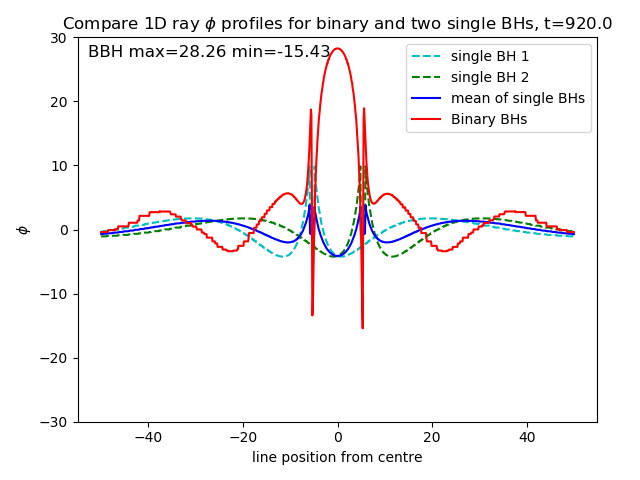 Compare 1D ray ϕ profiles for binary and two single BHs, t=920.0
BBH max=28.26 min=-15.43
single BH 1
single BH 2
mean of single BHs
Binary BHs
30
20
10
0
−10
−20
−30
ϕ
−40 −20 0 20 40
line position from centre